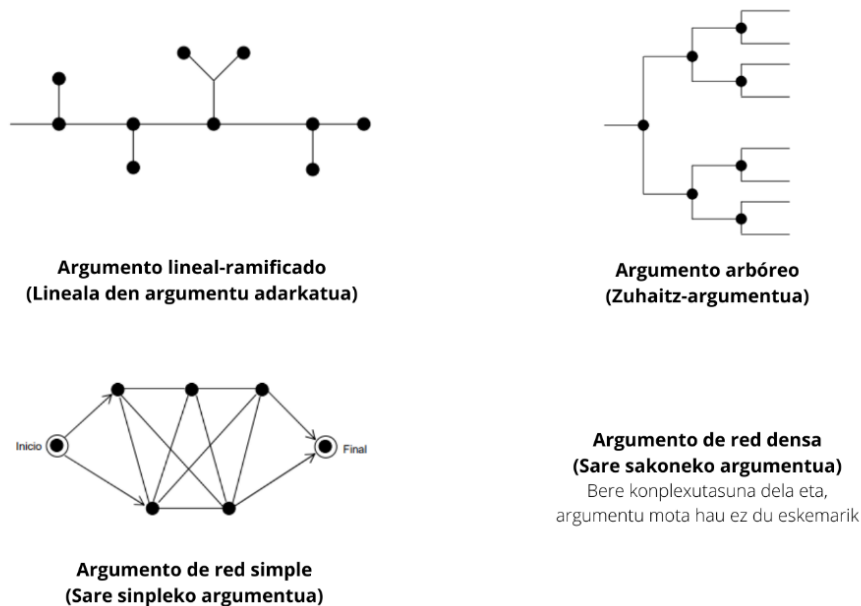 Argumento lineal-ramificado
(Lineala den argumentu adarkatua)
Argumento arbóreo
(Zuhaitz-argumentua)
Inicio
Final
Argumento de red simple
(Sare sinpleko argumentua)
Argumento de red densa
(Sare sakoneko argumentua)
Bere konplexutasuna dela eta,
argumentu mota hau ez du eskemarik